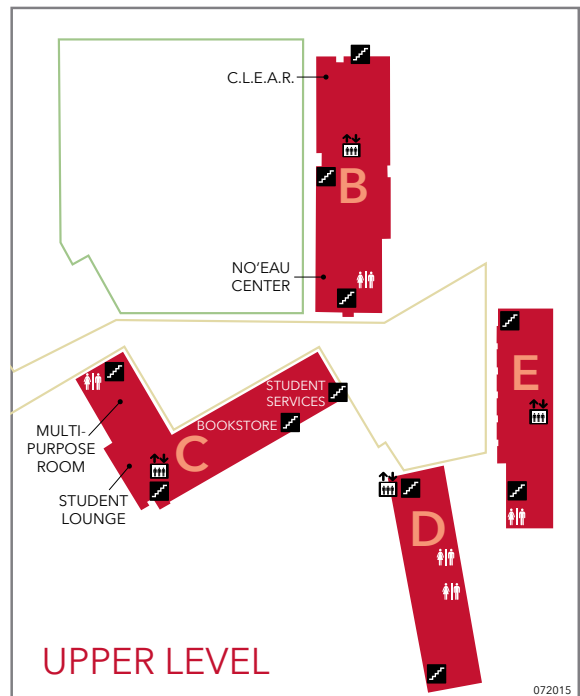 C.L.E.A.R.
B
NO‘EAU
CENTER
E
STUDENT
SERVICES
BOOKSTORE
MULTI-
PURPOSE
ROOM
C
STUDENT
LOUNGE
D
UPPER LEVEL
072015